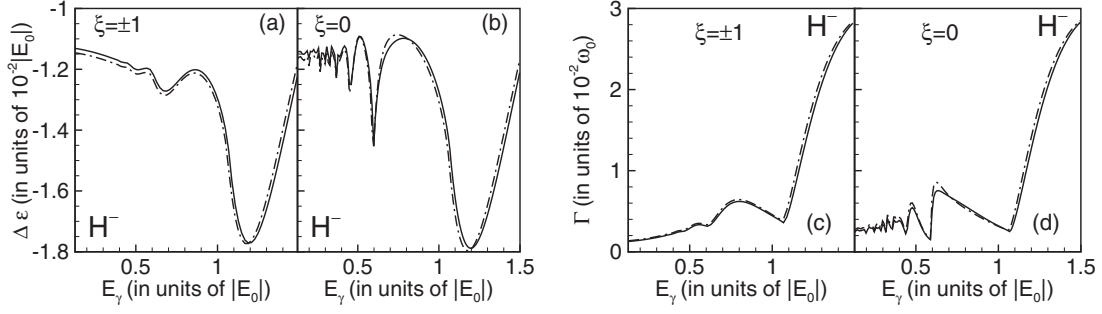 -1
-1.2
-1.4
-1.6
-1.8
Δ ε (in units of 10⁻²|E₀|)
ξ=±1
(a)
H⁻
ξ=0
(b)
0.5 1 0.5 1 1.5
E_γ (in units of |E₀|) E_γ (in units of |E₀|)
3
2
1
0
Γ (in units of 10⁻²ω₀)
H⁻
ξ=±1
(c)
H⁻
ξ=0
(d)
0.5 1 0.5 1 1.5
E_γ (in units of |E₀|) E_γ (in units of |E₀|)